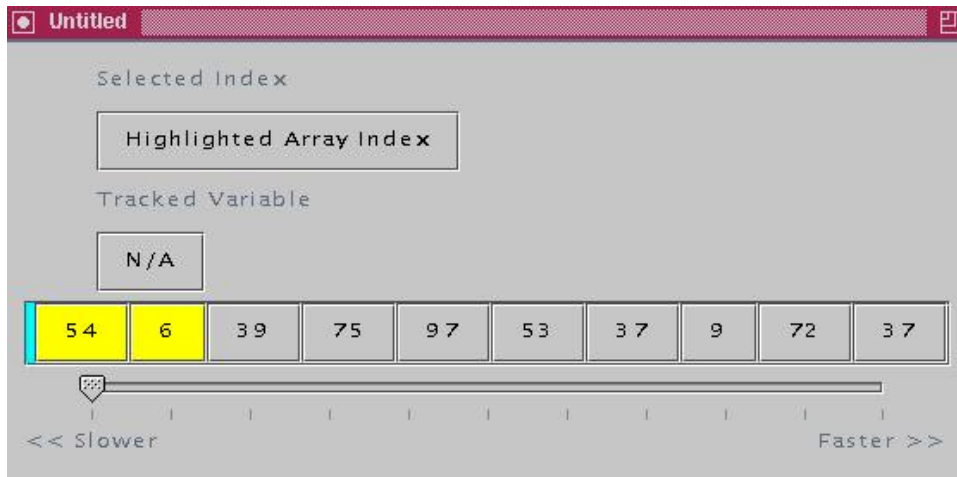 Untitled
Selected Index
Highlighted Array Index
Tracked Variable
N/A
54 6 39 75 97 53 37 9 72 37
<< Slower Faster >>